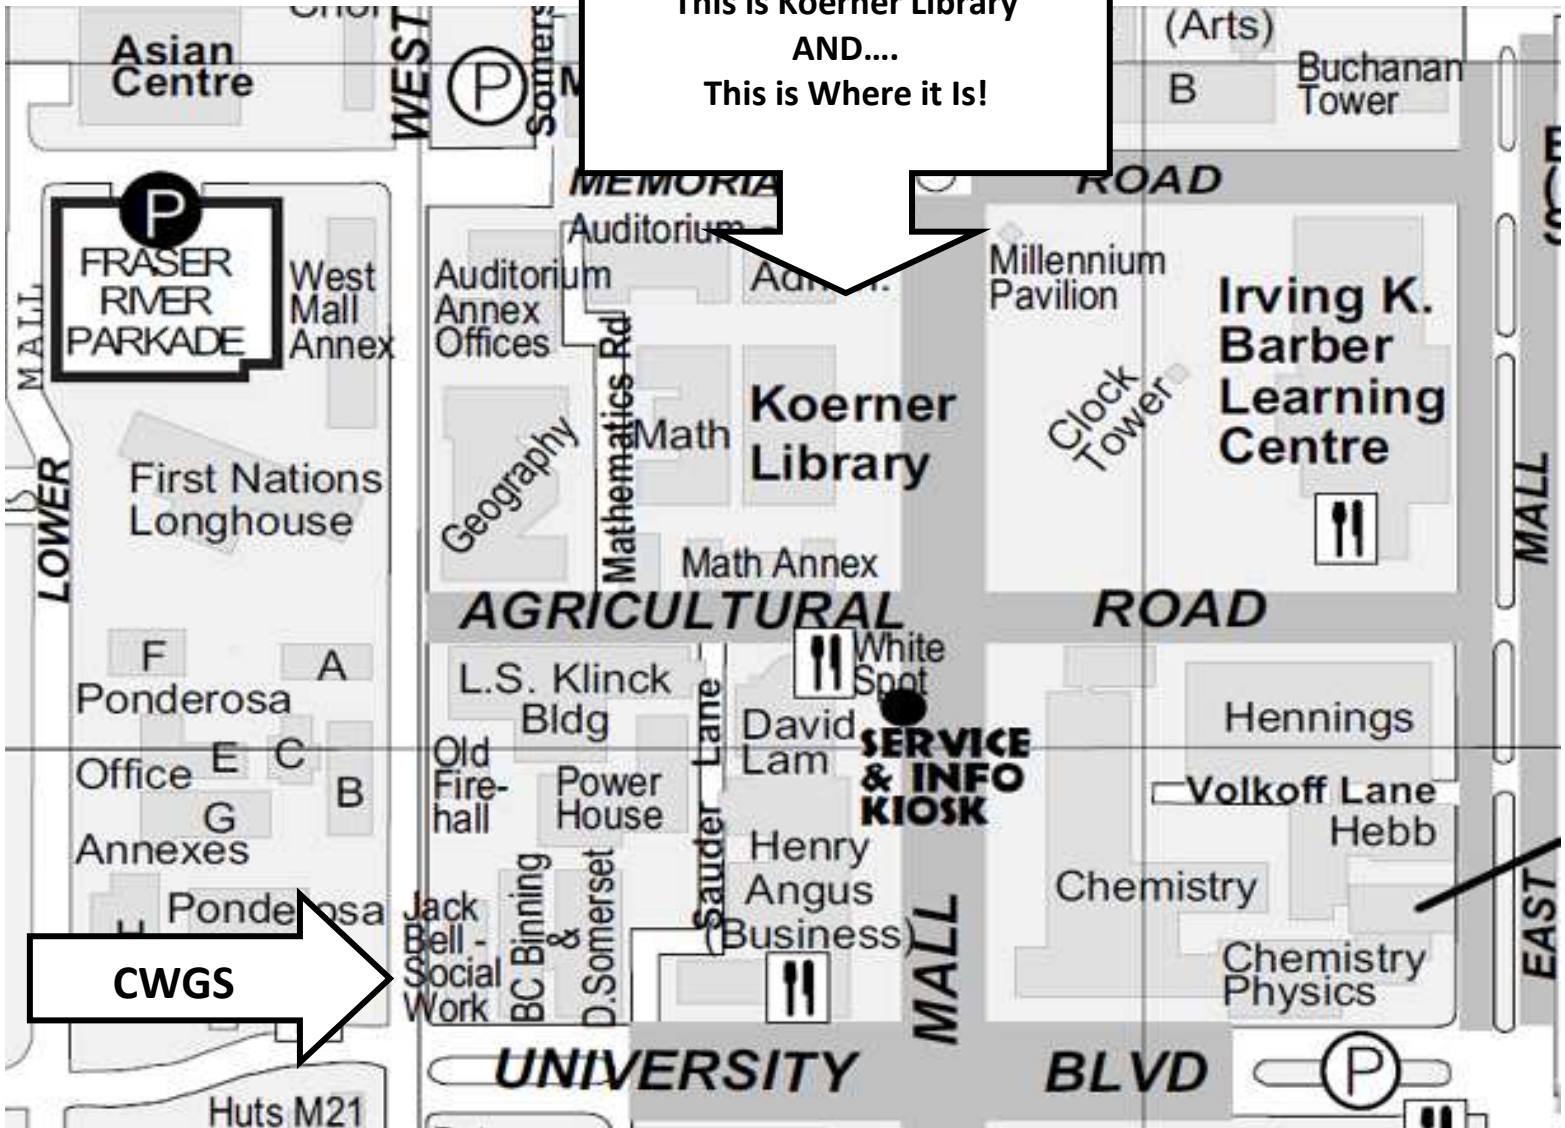 This is Koerner Library
AND....
This is Where it Is!
Asian
Centre
WEST
P
Somers
(Arts)
B
Buchanan
Tower
MEMORIA
ROAD
P
FRASER
RIVER
PARKADE
MALL
West
Mall
Annex
Auditorium
Annex
Offices
Auditorium
Millennium
Pavilion
Irving K.
Barber
Learning
Centre
Clock
Tower
Koerner
Library
Math
Mathematics Rd
Geography
First Nations
Longhouse
LOWER
MALL
Math Annex
AGRICULTURAL
ROAD
F
A
Ponderosa
L.S. Klinck
Bldg
White
Spot
David
Lam
Sauder Lane
SERVICE
& INFO
KIOSK
Hennings
Office
E
C
B
G
Annexes
Old
Fire-
hall
Power
House
Volkoff Lane
Hebb
Henry
Angus
(Business)
Chemistry
Ponderosa
H
Jack
Bell -
Social
Work
BC Binning
&
D.Somerset
CWGS
MALL
Chemistry
Physics
EAST
UNIVERSITY
BLVD
P
Huts M21